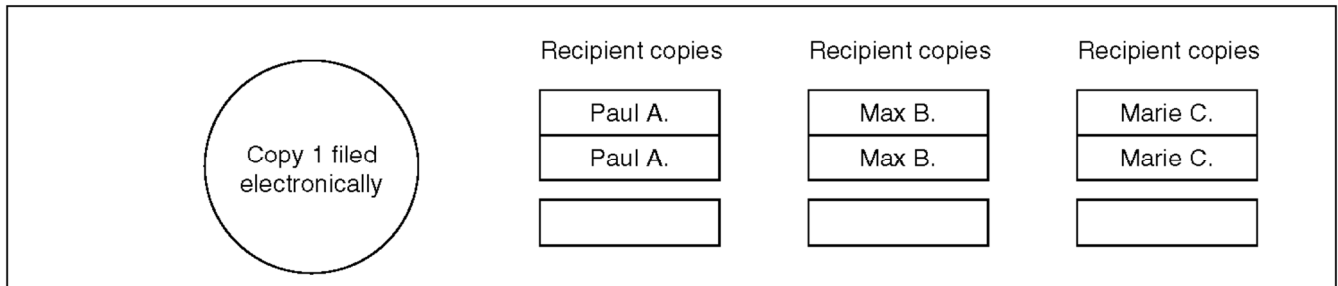 Recipient copies Recipient copies Recipient copies
Paul A. Max B. Marie C.
Paul A. Max B. Marie C.
Copy 1 filed
electronically